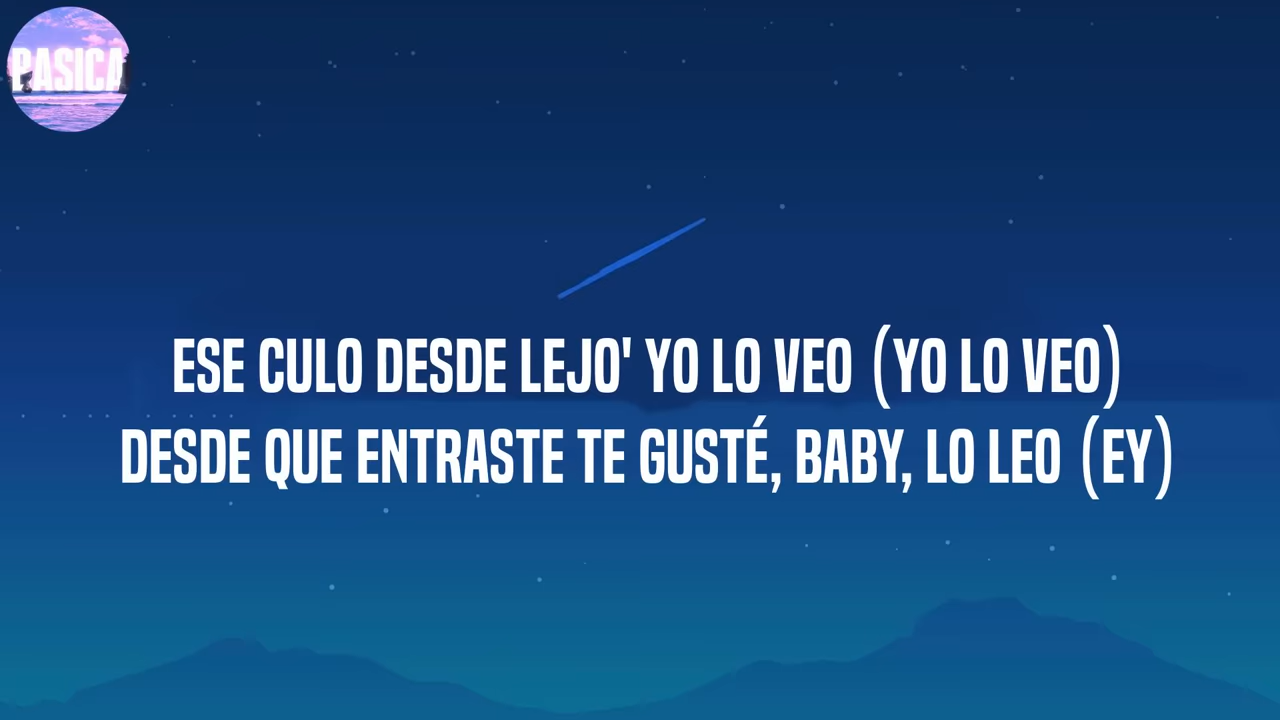 PASICA
ESE CULO DESDE LEJO' YO LO VEO (YO LO VEO)
DESDE QUE ENTRASTE TE GUSTÉ, BABY, LO LEO (EY)